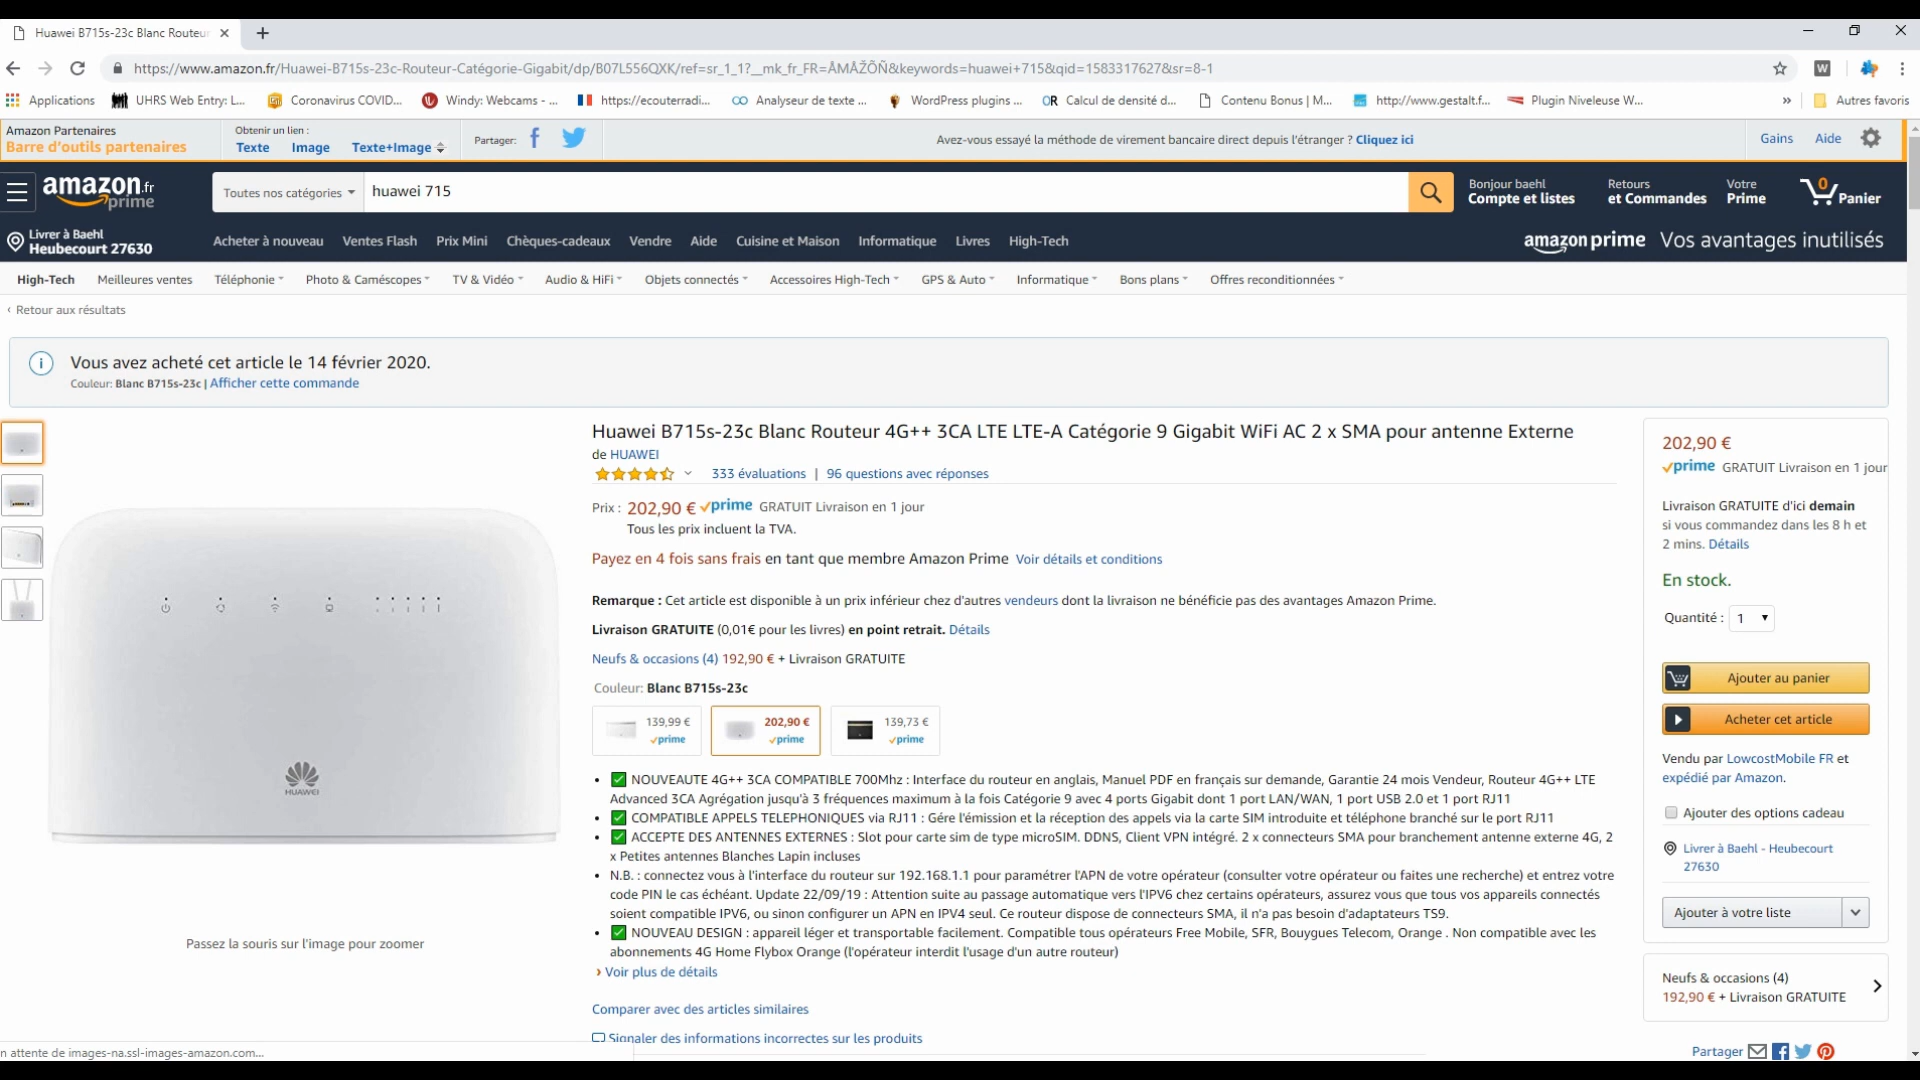 Huawei B715s-23c Blanc Routeur
https://www.amazon.fr/Huawei-B715s-23c-Routeur-Catégorie-Gigabit/dp/B07L556QXK/ref=sr_1_1?__mk_fr_FR=ÅMÅŽÕÑ&keywords=huawei+715&qid=1583317627&sr=8-1
Applications UHRS Web Entry: L... Coronavirus COVID... Windy: Webcams - ... https://ecouterradi... Analyseur de texte ... WordPress plugins ... OR Calcul de densité d... Contenu Bonus | M... http://www.gestalt.f... Plugin Niveleuse W... » Autres favoris
Amazon Partenaires
Barre d'outils partenaires
Obtenir un lien :
Texte Image Texte+Image
Partager:
Avez-vous essayé la méthode de virement bancaire direct depuis l'étranger ? Cliquez ici
Gains Aide
amazon.fr
prime
Toutes nos catégories
huawei 715
Bonjour baehl
Compte et listes
Retours
et Commandes
Votre
Prime
0
Panier
Livrer à Baehl
Heubecourt 27630
Acheter à nouveau Ventes Flash Prix Mini Chèques-cadeaux Vendre Aide Cuisine et Maison Informatique Livres High-Tech
amazon prime Vos avantages inutilisés
High-Tech Meilleures ventes Téléphonie Photo & Caméscopes TV & Vidéo Audio & HiFi Objets connectés Accessoires High-Tech GPS & Auto Informatique Bons plans Offres reconditionnées
‹ Retour aux résultats
Vous avez acheté cet article le 14 février 2020.
Couleur: Blanc B715s-23c | Afficher cette commande
HUAWEI
Passez la souris sur l'image pour zoomer
Huawei B715s-23c Blanc Routeur 4G++ 3CA LTE LTE-A Catégorie 9 Gigabit WiFi AC 2 x SMA pour antenne Externe
de HUAWEI
333 évaluations | 96 questions avec réponses
Prix : 202,90 € prime GRATUIT Livraison en 1 jour
Tous les prix incluent la TVA.
Payez en 4 fois sans frais en tant que membre Amazon Prime Voir détails et conditions
Remarque : Cet article est disponible à un prix inférieur chez d'autres vendeurs dont la livraison ne bénéficie pas des avantages Amazon Prime.
Livraison GRATUITE (0,01€ pour les livres) en point retrait. Détails
Neufs & occasions (4) 192,90 € + Livraison GRATUITE
Couleur: Blanc B715s-23c
139,99 € 202,90 € 139,73 €
prime prime prime
• ✅ NOUVEAUTE 4G++ 3CA COMPATIBLE 700Mhz : Interface du routeur en anglais, Manuel PDF en français sur demande, Garantie 24 mois Vendeur, Routeur 4G++ LTE
Advanced 3CA Agrégation jusqu'à 3 fréquences maximum à la fois Catégorie 9 avec 4 ports Gigabit dont 1 port LAN/WAN, 1 port USB 2.0 et 1 port RJ11
• ✅ COMPATIBLE APPELS TELEPHONIQUES via RJ11 : Gére l'émission et la réception des appels via la carte SIM introduite et téléphone branché sur le port RJ11
• ✅ ACCEPTE DES ANTENNES EXTERNES : Slot pour carte sim de type microSIM. DDNS, Client VPN intégré. 2 x connecteurs SMA pour branchement antenne externe 4G, 2
x Petites antennes Blanches Lapin incluses
• N.B. : connectez vous à l'interface du routeur sur 192.168.1.1 pour paramétrer l'APN de votre opérateur (consulter votre opérateur ou faites une recherche) et entrez votre
code PIN le cas échéant. Update 22/09/19 : Attention suite au passage automatique vers l'IPV6 chez certains opérateurs, assurez vous que tous vos appareils connectés
soient compatible IPV6, ou sinon configurer un APN en IPV4 seul. Ce routeur dispose de connecteurs SMA, il n'a pas besoin d'adaptateurs TS9.
• ✅ NOUVEAU DESIGN : appareil léger et transportable facilement. Compatible tous opérateurs Free Mobile, SFR, Bouygues Telecom, Orange . Non compatible avec les
abonnements 4G Home Flybox Orange (l'opérateur interdit l'usage d'un autre routeur)
› Voir plus de détails
Comparer avec des articles similaires
Signaler des informations incorrectes sur les produits
202,90 €
prime GRATUIT Livraison en 1 jour
Livraison GRATUITE d'ici demain
si vous commandez dans les 8 h et
2 mins. Détails
En stock.
Quantité : 1
Ajouter au panier
Acheter cet article
Vendu par LowcostMobile FR et
expédié par Amazon.
Ajouter des options cadeau
Livrer à Baehl - Heubecourt
27630
Ajouter à votre liste
Neufs & occasions (4)
192,90 € + Livraison GRATUITE
Partager
n attente de images-na.ssl-images-amazon.com...